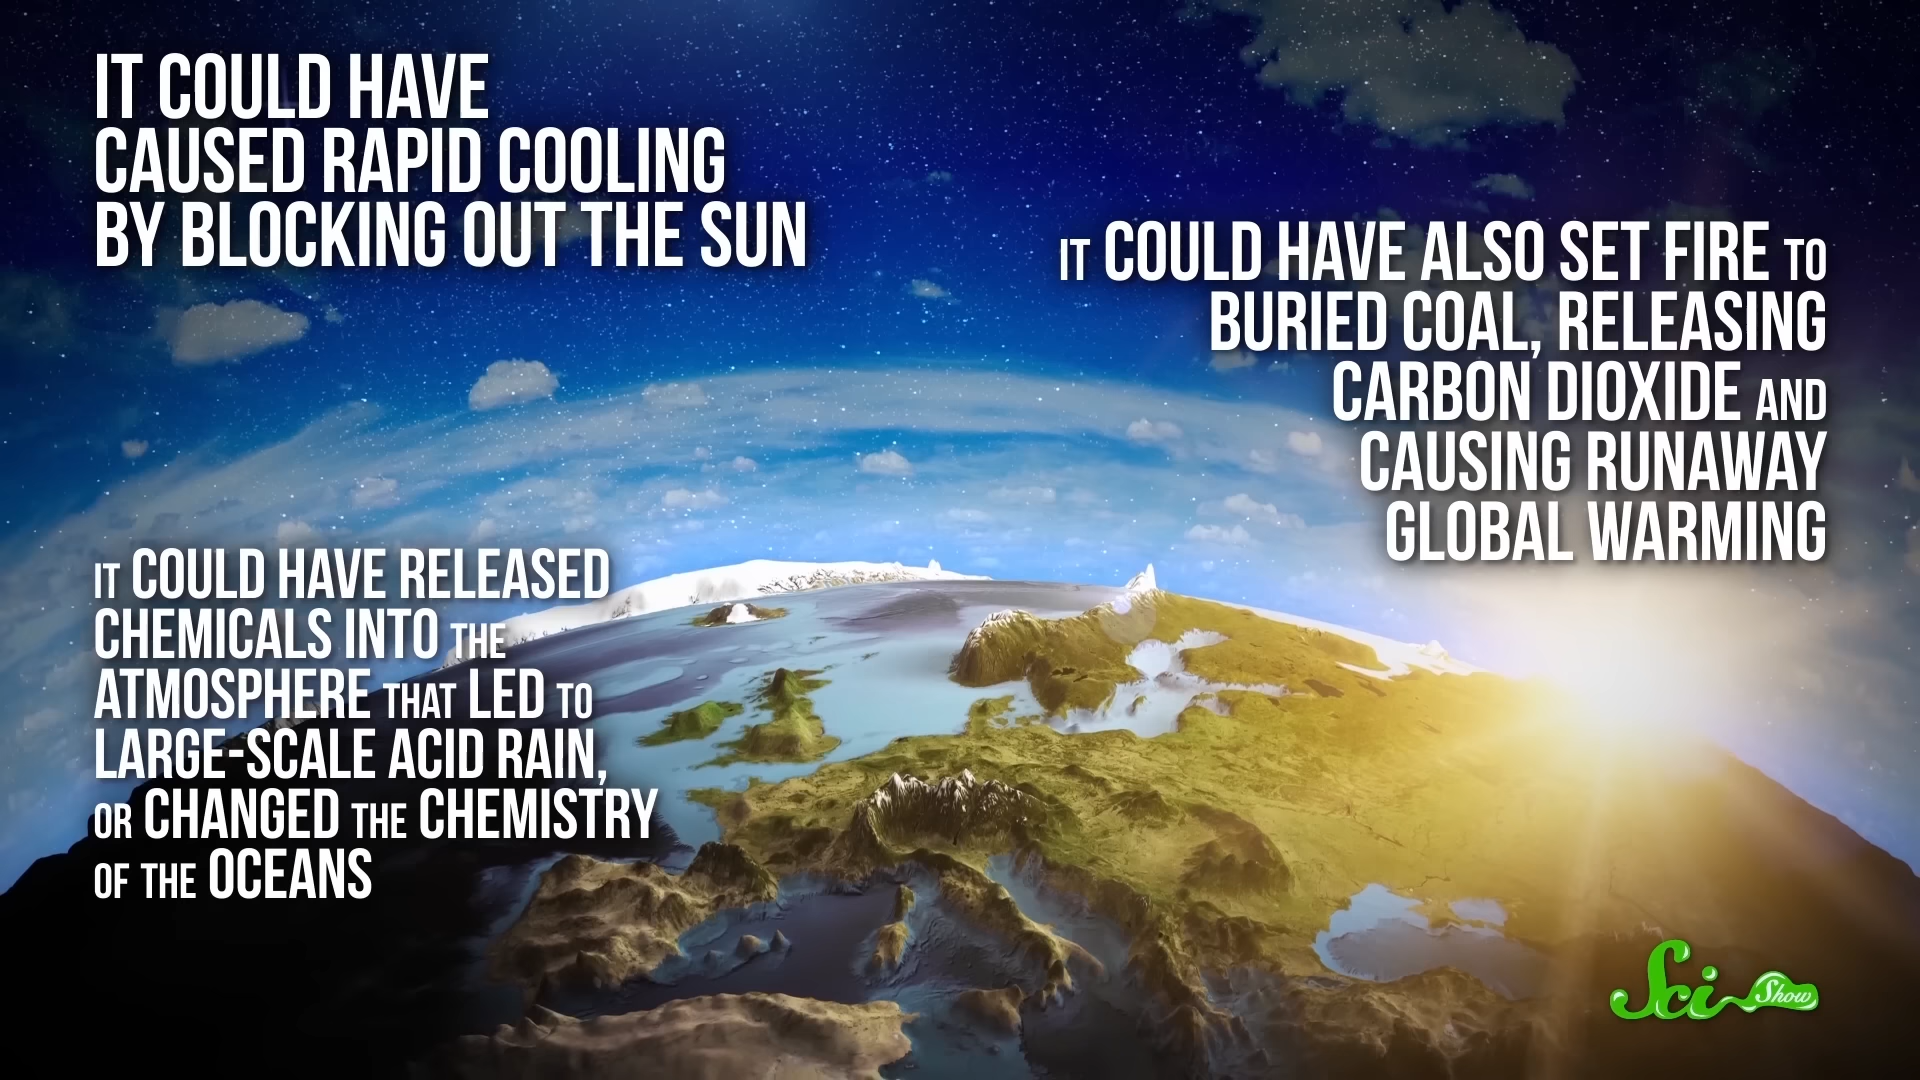 IT COULD HAVE
CAUSED RAPID COOLING
BY BLOCKING OUT THE SUN
IT COULD HAVE ALSO SET FIRE TO
BURIED COAL, RELEASING
CARBON DIOXIDE AND
CAUSING RUNAWAY
GLOBAL WARMING
IT COULD HAVE RELEASED
CHEMICALS INTO THE
ATMOSPHERE THAT LED TO
LARGE-SCALE ACID RAIN,
OR CHANGED THE CHEMISTRY
OF THE OCEANS
Sci Show